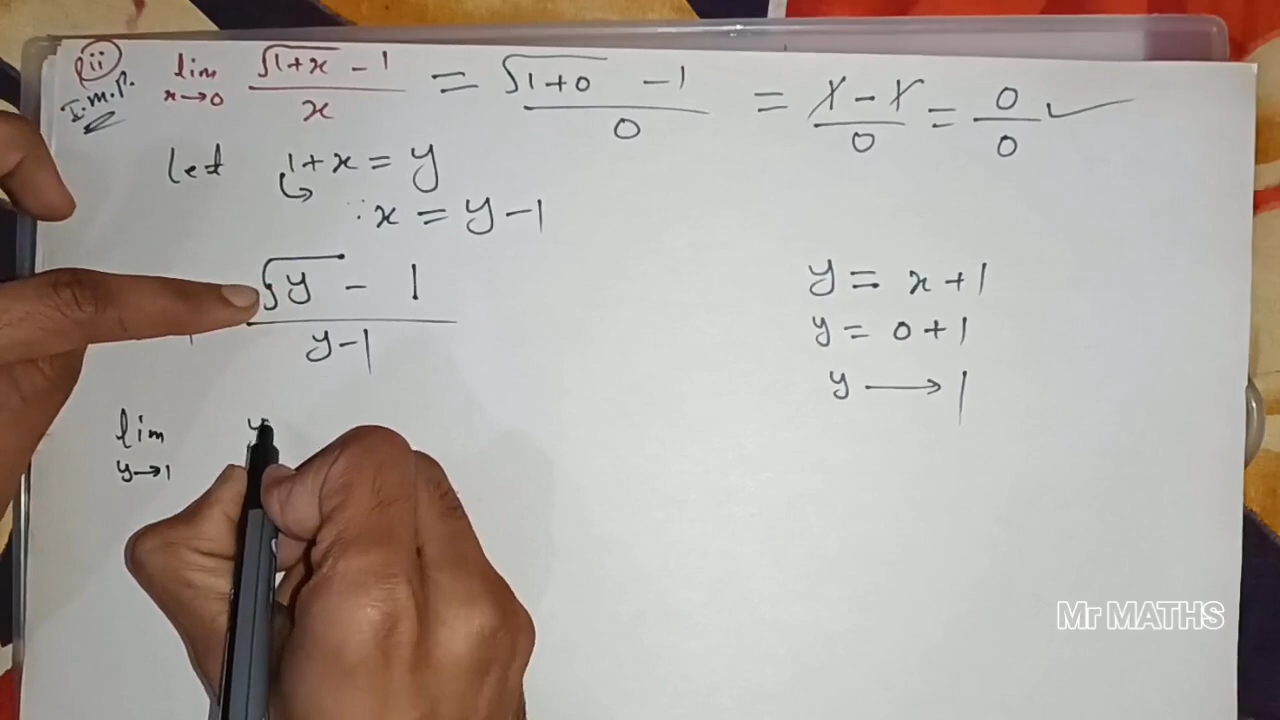 ii lim x→0 √1+x - 1 / x = √1+0 - 1 / 0 = 1 - 1 / 0 = 0 / 0 ✓
I.M.P.
let 1+x = y
∴ x = y - 1
√y - 1 / y-1
y = x + 1
y = 0 + 1
y → 1
lim y→1 y
Mr MATHS